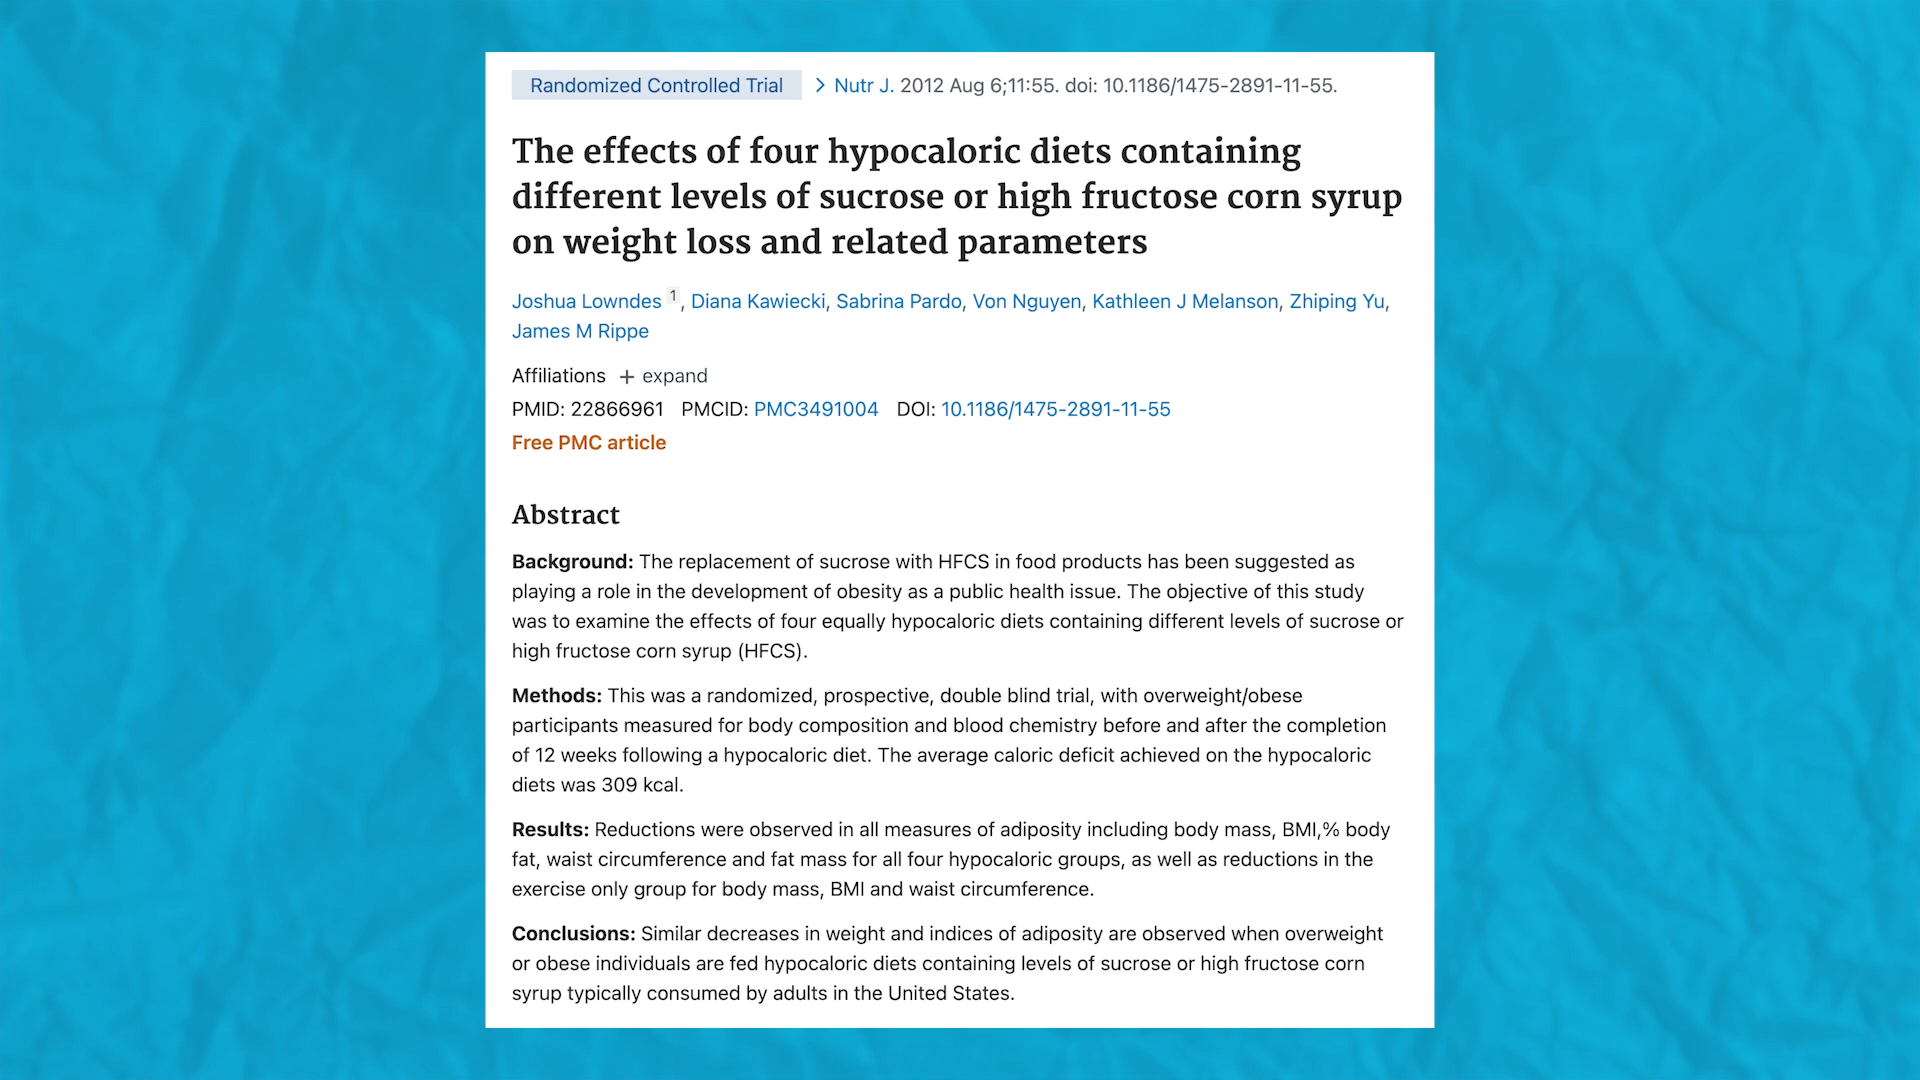 Randomized Controlled Trial > Nutr J. 2012 Aug 6;11:55. doi: 10.1186/1475-2891-11-55.
The effects of four hypocaloric diets containing
different levels of sucrose or high fructose corn syrup
on weight loss and related parameters
Joshua Lowndes 1, Diana Kawiecki, Sabrina Pardo, Von Nguyen, Kathleen J Melanson, Zhiping Yu,
James M Rippe
Affiliations + expand
PMID: 22866961 PMCID: PMC3491004 DOI: 10.1186/1475-2891-11-55
Free PMC article
Abstract
Background: The replacement of sucrose with HFCS in food products has been suggested as
playing a role in the development of obesity as a public health issue. The objective of this study
was to examine the effects of four equally hypocaloric diets containing different levels of sucrose or
high fructose corn syrup (HFCS).
Methods: This was a randomized, prospective, double blind trial, with overweight/obese
participants measured for body composition and blood chemistry before and after the completion
of 12 weeks following a hypocaloric diet. The average caloric deficit achieved on the hypocaloric
diets was 309 kcal.
Results: Reductions were observed in all measures of adiposity including body mass, BMI,% body
fat, waist circumference and fat mass for all four hypocaloric groups, as well as reductions in the
exercise only group for body mass, BMI and waist circumference.
Conclusions: Similar decreases in weight and indices of adiposity are observed when overweight
or obese individuals are fed hypocaloric diets containing levels of sucrose or high fructose corn
syrup typically consumed by adults in the United States.